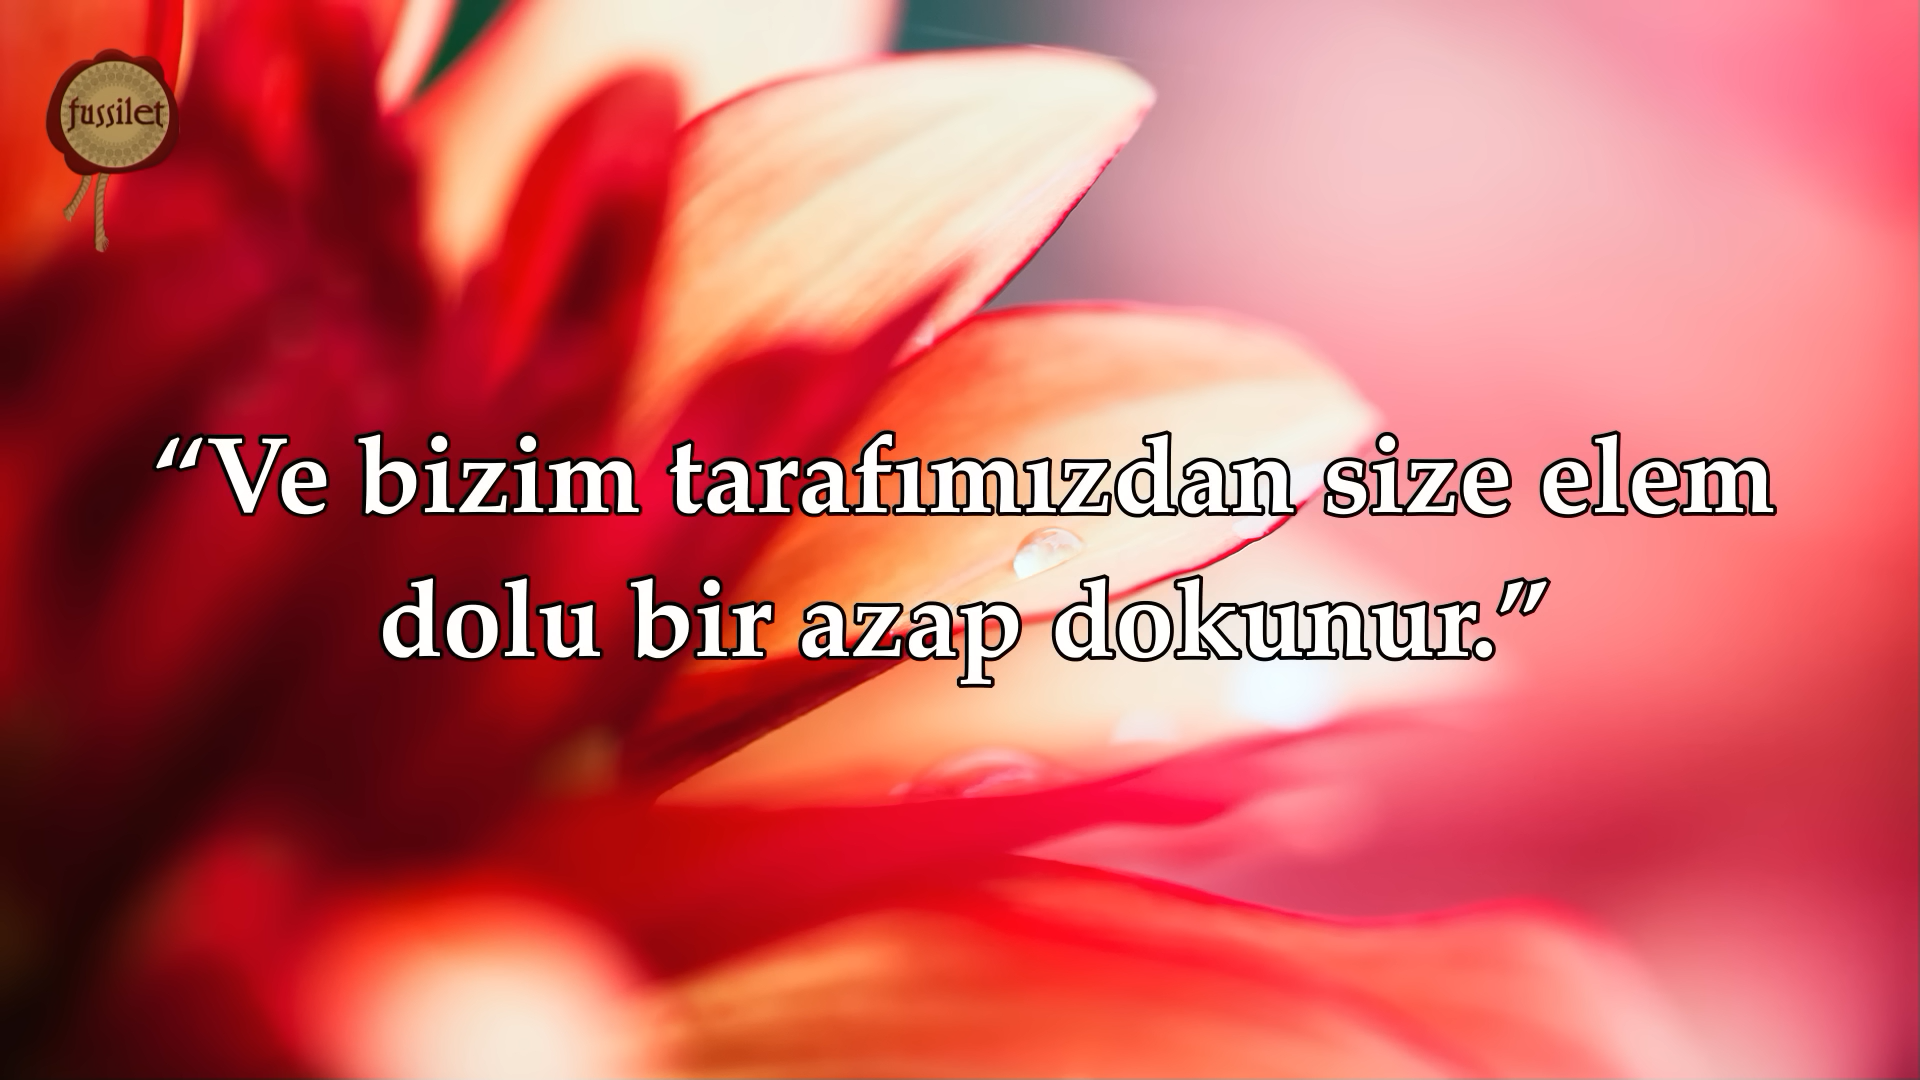 fussilet
“Ve bizim tarafımızdan size elem
dolu bir azap dokunur.”